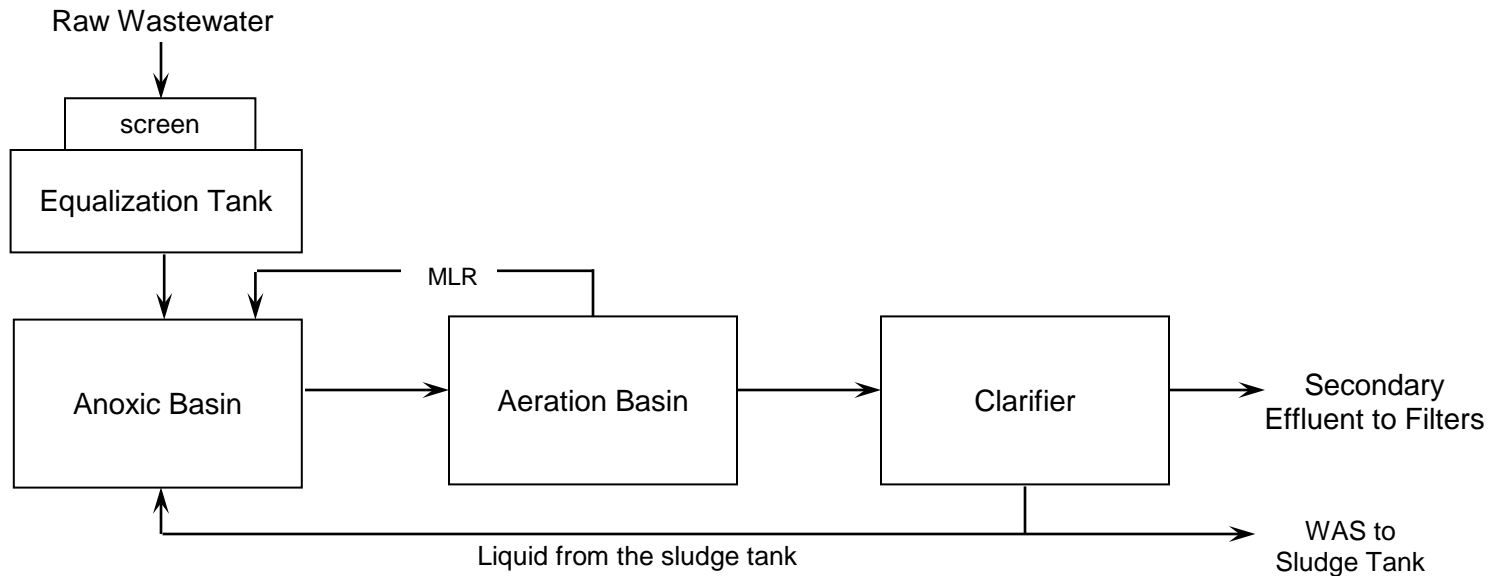 Raw Wastewater
screen
Equalization Tank
MLR
Anoxic Basin
Aeration Basin
Clarifier
Secondary
Effluent to Filters
Liquid from the sludge tank
WAS to
Sludge Tank